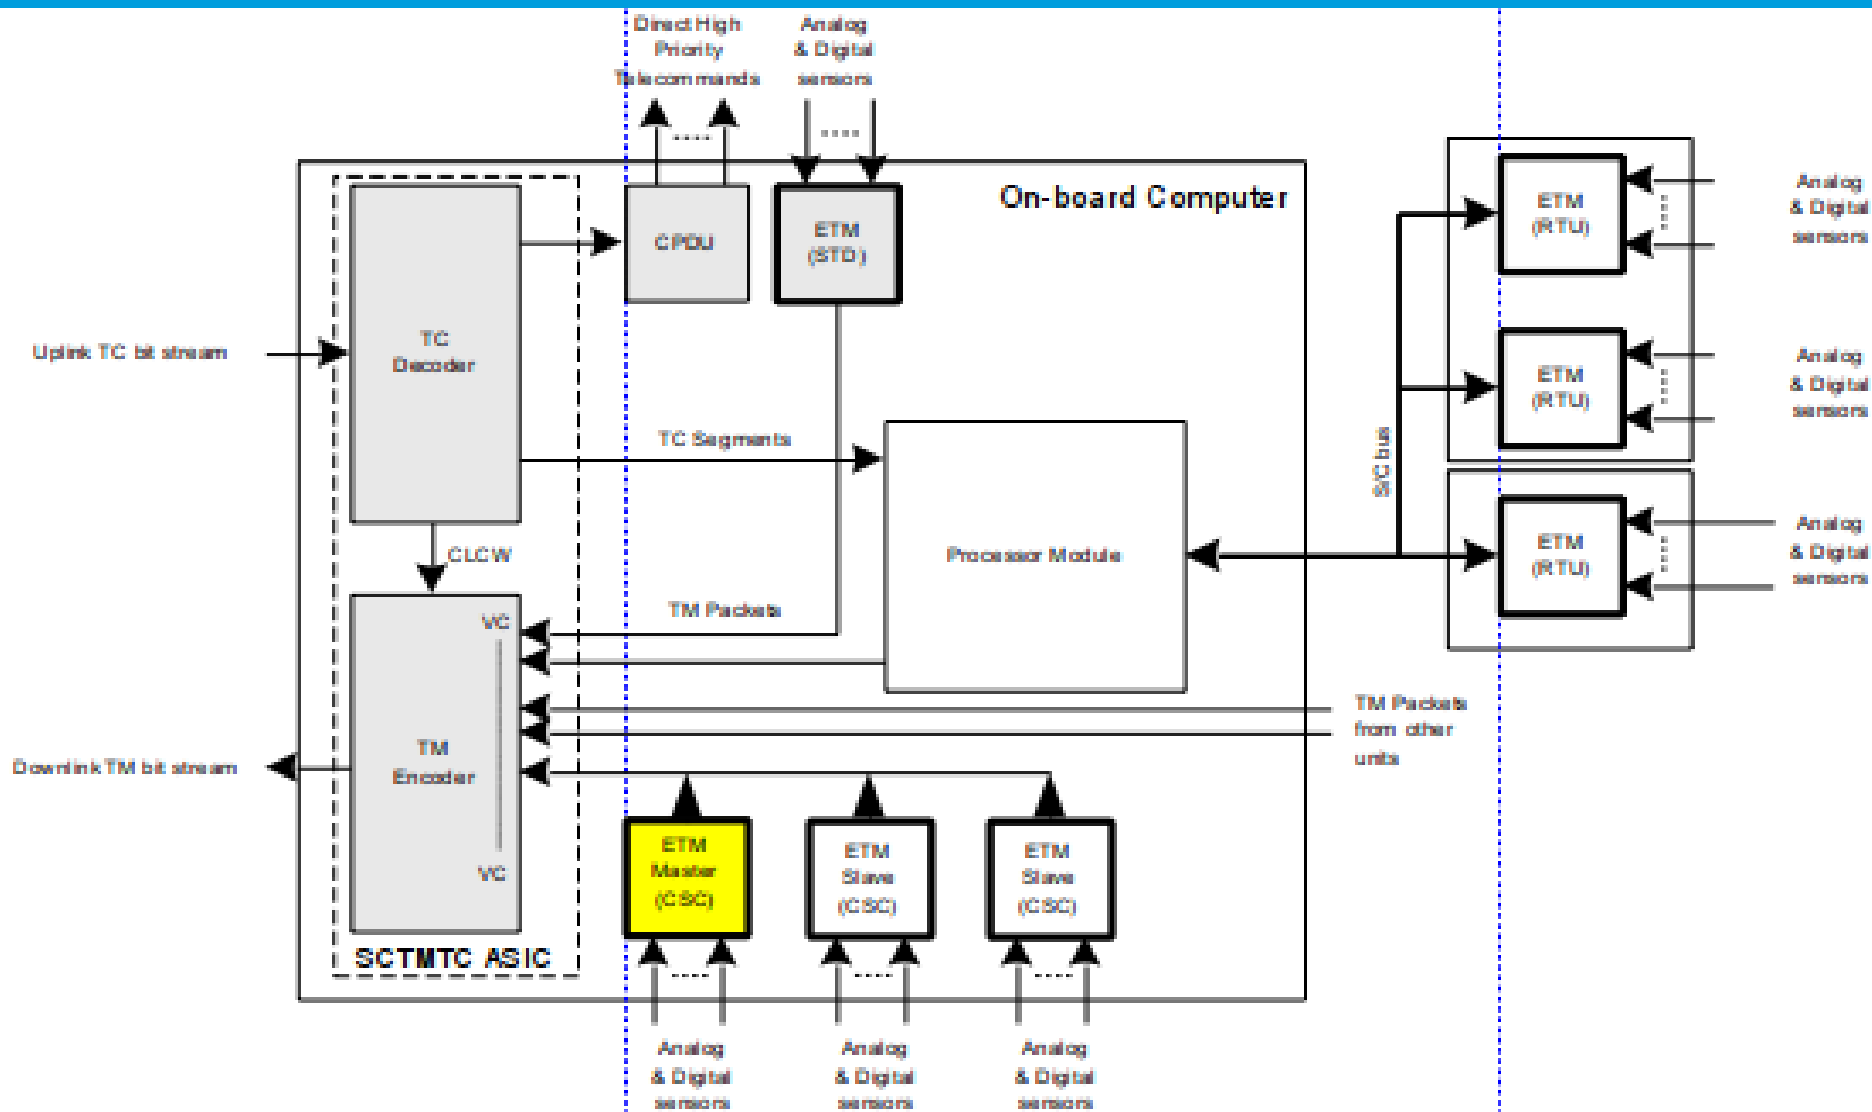 Direct High
Priority
Telecommands
Analog
& Digital
sensors
On-board Computer
CPDU
ETM
(STD)
ETM
(RTU)
Analog
& Digital
sensors
TC
Decoder
Uplink TC bit stream
ETM
(RTU)
Analog
& Digital
sensors
TC Segments
S/C bus
Processor Module
ETM
(RTU)
Analog
& Digital
sensors
CLCW
TM Packets
VC
TM
Encoder
VC
Downlink TM bit stream
TM Packets
from other
units
ETM
Master
(CSC)
ETM
Slave
(CSC)
ETM
Slave
(CSC)
SCTMTC ASIC
Analog
& Digital
sensors
Analog
& Digital
sensors
Analog
& Digital
sensors